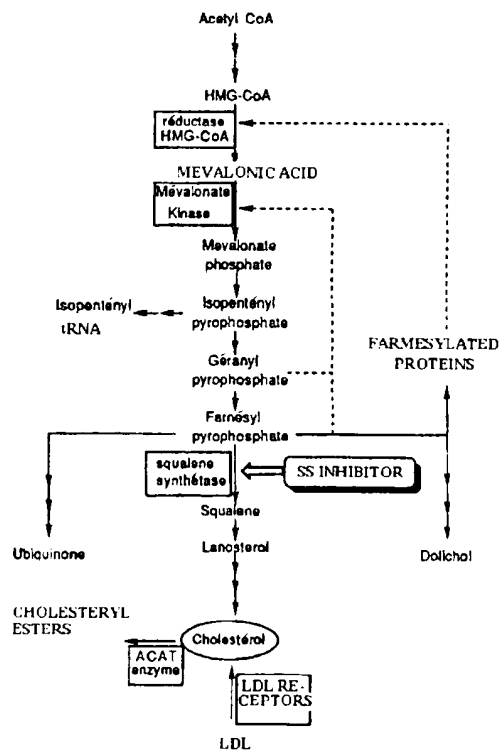 Acetyl CoA
HMG-CoA
réductase
HMG-CoA
MEVALONIC ACID
Mévalonate
Kinase
Mevalonate
phosphate
Isopentényl
tRNA
Isopentényl
pyrophosphate
Géranyl
pyrophosphate
FARMESYLATED
PROTEINS
Farnésyl
pyrophosphate
squalene
synthétase
SS INHIBITOR
Squalene
Lanosterol
Ubiquinone
Dolichol
CHOLESTERYL
ESTERS
Cholestérol
ACAT
enzyme
LDL RE-
CEPTORS
LDL